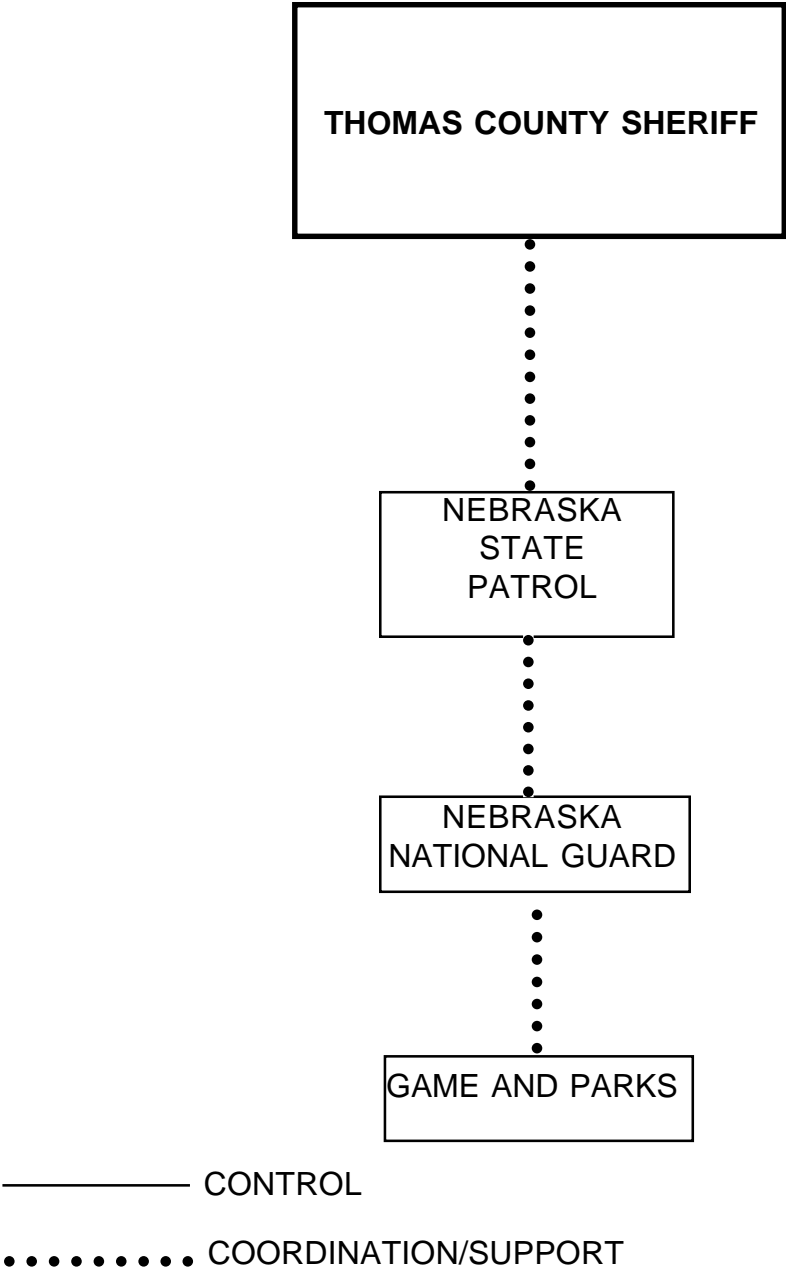 THOMAS COUNTY SHERIFF
NEBRASKA
STATE
PATROL
NEBRASKA
NATIONAL GUARD
GAME AND PARKS
CONTROL
COORDINATION/SUPPORT